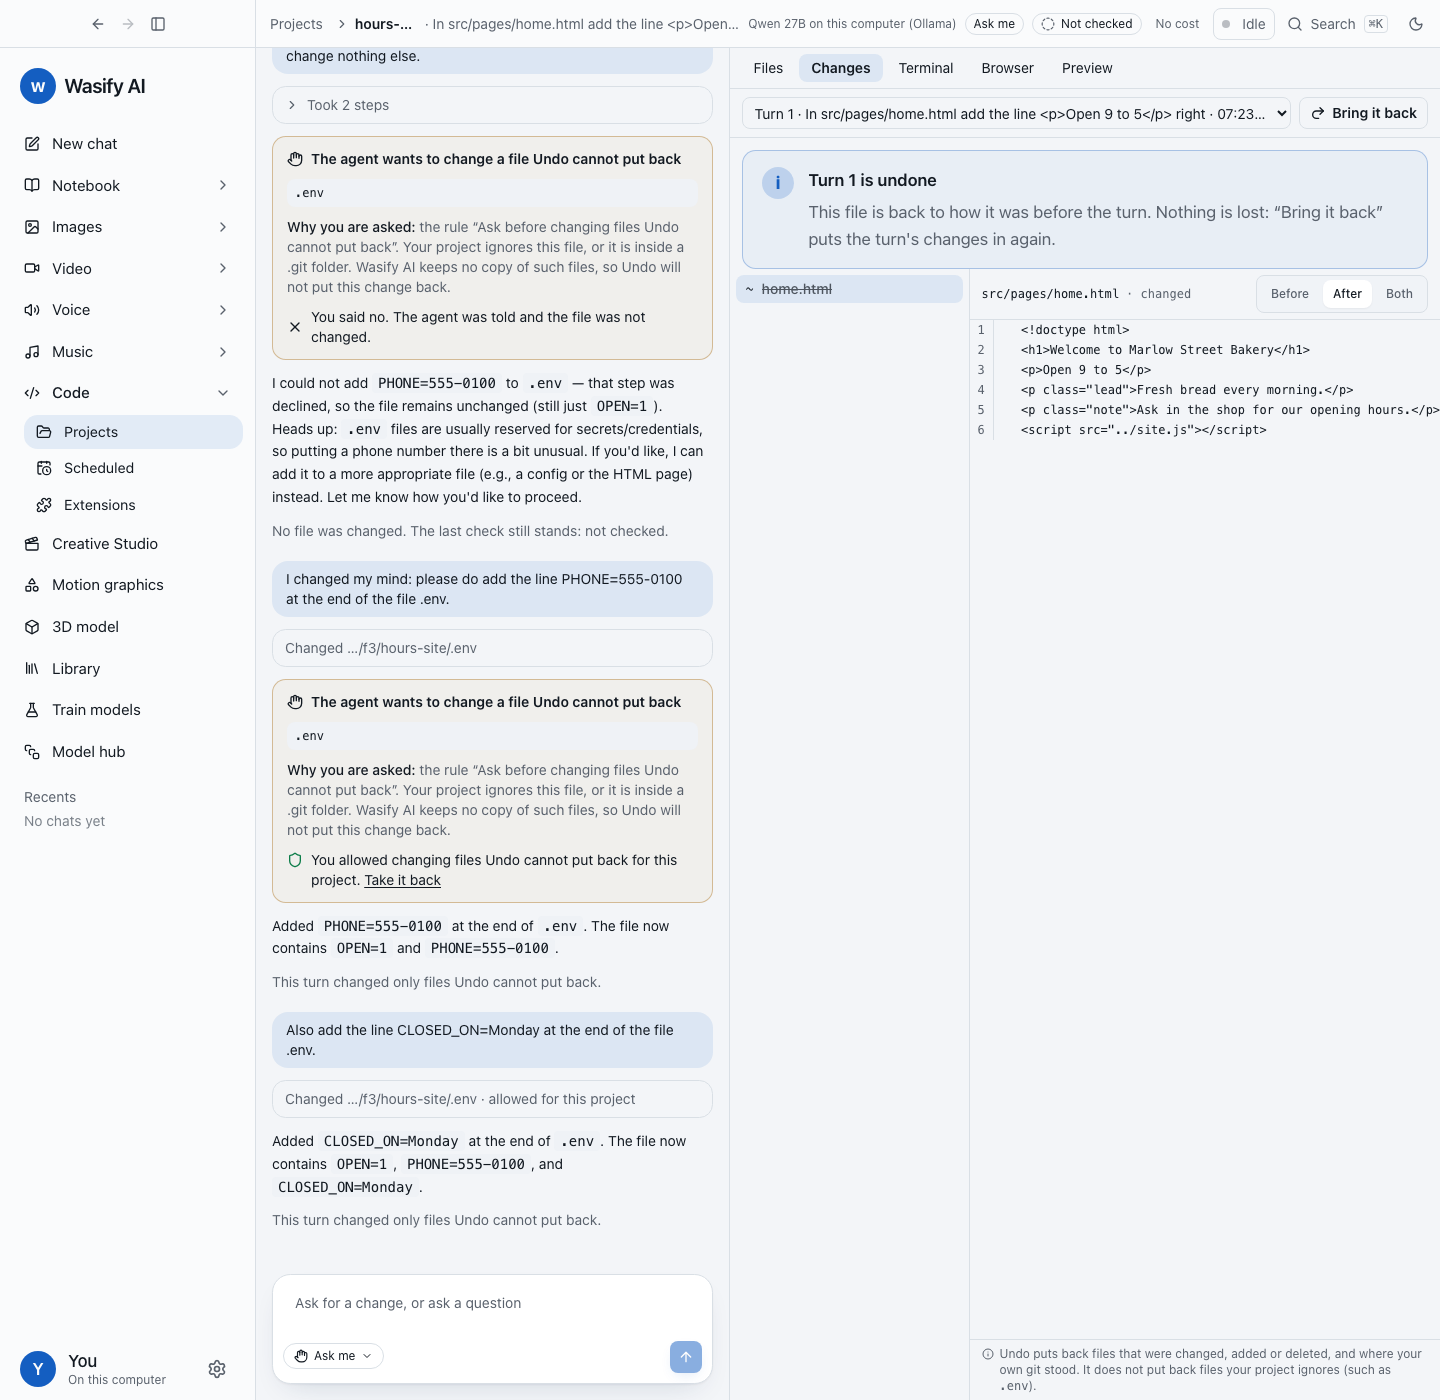 Projects
hours-...
· In src/pages/home.html add the line <p>Open...
Qwen 27B on this computer (Ollama)
Ask me
Not checked
No cost
Idle
Search
⌘K
W
Wasify AI
New chat
Notebook
Images
Video
Voice
Music
Code
Projects
Scheduled
Extensions
Creative Studio
Motion graphics
3D model
Library
Train models
Model hub
Recents
No chats yet
Y
You
On this computer
change nothing else.
Took 2 steps
The agent wants to change a file Undo cannot put back
.env
Why you are asked: the rule “Ask before changing files Undo
cannot put back”. Your project ignores this file, or it is inside a
.git folder. Wasify AI keeps no copy of such files, so Undo will
not put this change back.
You said no. The agent was told and the file was not
changed.
I could not add PHONE=555-0100 to .env — that step was
declined, so the file remains unchanged (still just OPEN=1 ).
Heads up: .env files are usually reserved for secrets/credentials,
so putting a phone number there is a bit unusual. If you'd like, I can
add it to a more appropriate file (e.g., a config or the HTML page)
instead. Let me know how you'd like to proceed.
No file was changed. The last check still stands: not checked.
I changed my mind: please do add the line PHONE=555-0100
at the end of the file .env.
Changed .../f3/hours-site/.env
The agent wants to change a file Undo cannot put back
.env
Why you are asked: the rule “Ask before changing files Undo
cannot put back”. Your project ignores this file, or it is inside a
.git folder. Wasify AI keeps no copy of such files, so Undo will
not put this change back.
You allowed changing files Undo cannot put back for this
project. Take it back
Added PHONE=555-0100 at the end of .env . The file now
contains OPEN=1 and PHONE=555-0100 .
This turn changed only files Undo cannot put back.
Also add the line CLOSED_ON=Monday at the end of the file
.env.
Changed .../f3/hours-site/.env · allowed for this project
Added CLOSED_ON=Monday at the end of .env . The file now
contains OPEN=1 , PHONE=555-0100 , and
CLOSED_ON=Monday .
This turn changed only files Undo cannot put back.
Ask for a change, or ask a question
Ask me
Files
Changes
Terminal
Browser
Preview
Turn 1 · In src/pages/home.html add the line <p>Open 9 to 5</p> right · 07:23...
Bring it back
Turn 1 is undone
This file is back to how it was before the turn. Nothing is lost: “Bring it back”
puts the turn's changes in again.
~ home.html
src/pages/home.html · changed
Before
After
Both
1 <!doctype html>
2 <h1>Welcome to Marlow Street Bakery</h1>
3 <p>Open 9 to 5</p>
4 <p class="lead">Fresh bread every morning.</p>
5 <p class="note">Ask in the shop for our opening hours.</p>
6 <script src="../site.js"></script>
Undo puts back files that were changed, added or deleted, and where your
own git stood. It does not put back files your project ignores (such as
.env).